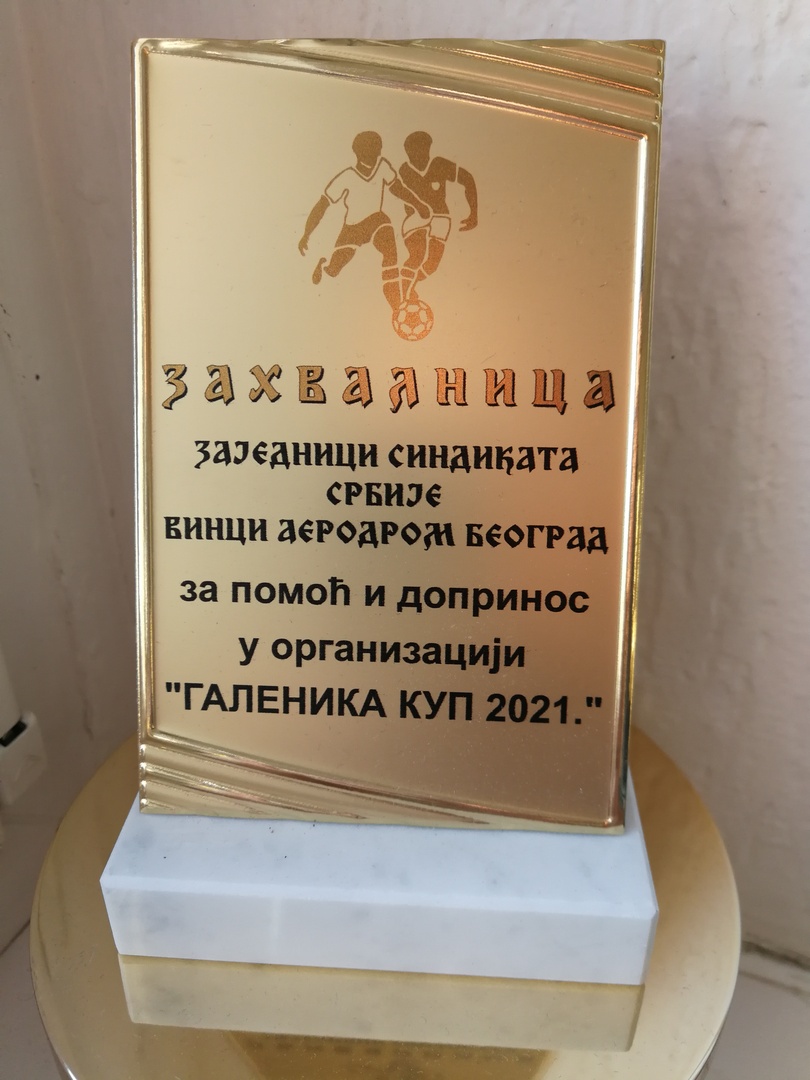 ЗАХВАЛНИЦА
ЗАЈЕДНИЦИ СИНДИКАТА
СРБИЈЕ
ВИНЦИ АЕРОДРОМ БЕОГРАД
за помоћ и допринос
у организацији
"ГАЛЕНИКА КУП 2021."